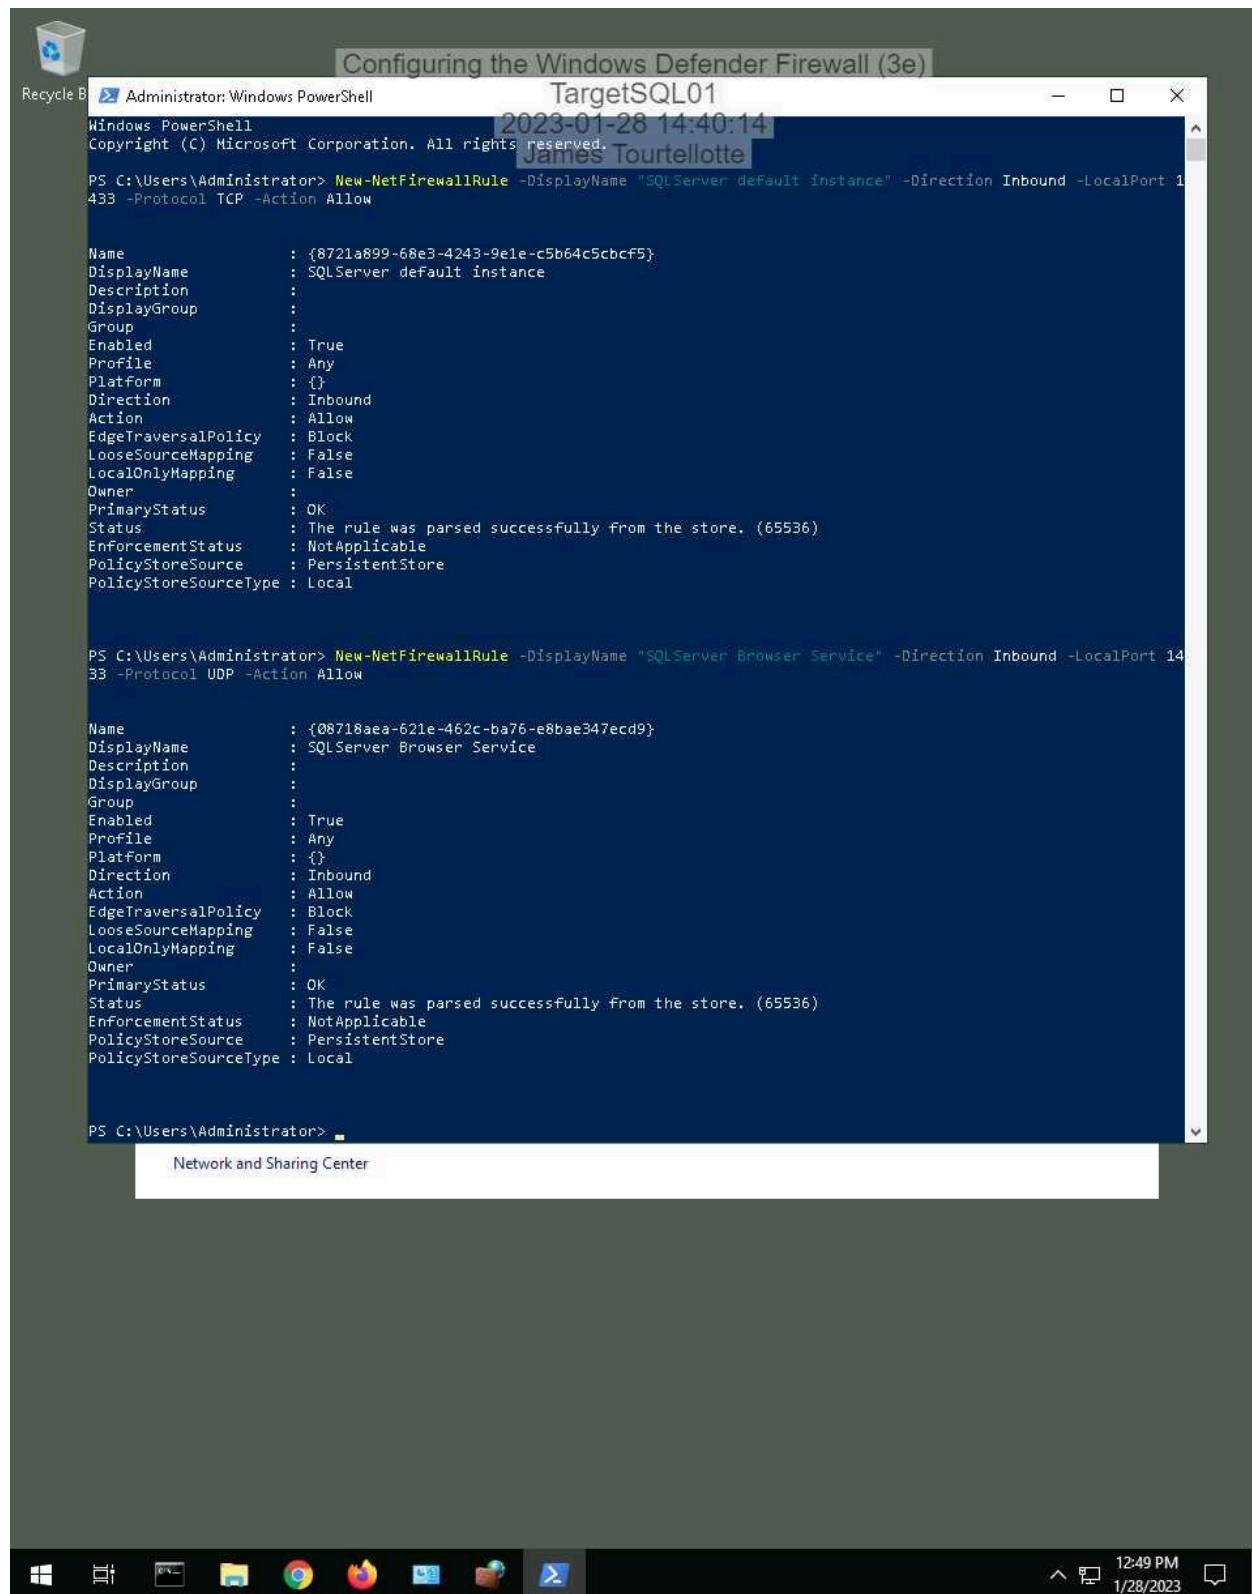 Configuring the Windows Defender Firewall (3e)
Recycle B
Administrator: Windows PowerShell
TargetSQL01
2023-01-28 14:40:14
James Tourtellotte
Windows PowerShell
Copyright (C) Microsoft Corporation. All rights reserved.
PS C:\Users\Administrator> New-NetFirewallRule -DisplayName "SQLServer default instance" -Direction Inbound -LocalPort 1
433 -Protocol TCP -Action Allow
Name : {8721a899-68e3-4243-9e1e-c5b64c5cbcf5}
DisplayName : SQLServer default instance
Description :
DisplayGroup :
Group :
Enabled : True
Profile : Any
Platform : {}
Direction : Inbound
Action : Allow
EdgeTraversalPolicy : Block
LooseSourceMapping : False
LocalOnlyMapping : False
Owner :
PrimaryStatus : OK
Status : The rule was parsed successfully from the store. (65536)
EnforcementStatus : NotApplicable
PolicyStoreSource : PersistentStore
PolicyStoreSourceType : Local
PS C:\Users\Administrator> New-NetFirewallRule -DisplayName "SQLServer Browser Service" -Direction Inbound -LocalPort 14
33 -Protocol UDP -Action Allow
Name : {08718aea-621e-462c-ba76-e8bae347ecd9}
DisplayName : SQLServer Browser Service
Description :
DisplayGroup :
Group :
Enabled : True
Profile : Any
Platform : {}
Direction : Inbound
Action : Allow
EdgeTraversalPolicy : Block
LooseSourceMapping : False
LocalOnlyMapping : False
Owner :
PrimaryStatus : OK
Status : The rule was parsed successfully from the store. (65536)
EnforcementStatus : NotApplicable
PolicyStoreSource : PersistentStore
PolicyStoreSourceType : Local
PS C:\Users\Administrator>
Network and Sharing Center
12:49 PM
1/28/2023